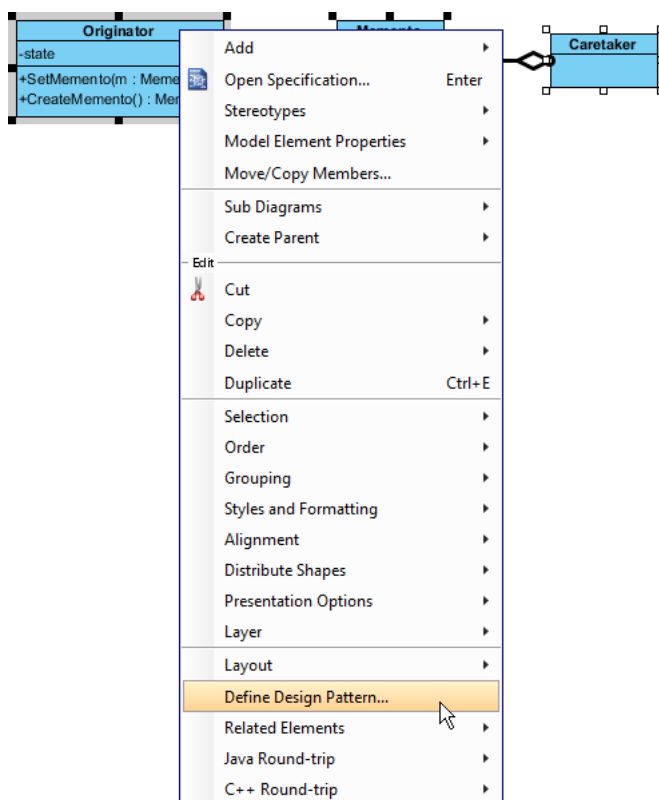 Originator
-state
+SetMemento(m : Meme
+CreateMemento() : Mer
Memento
Caretaker
Add
Open Specification... Enter
Stereotypes
Model Element Properties
Move/Copy Members...
Sub Diagrams
Create Parent
Edit
Cut
Copy
Delete
Duplicate Ctrl+E
Selection
Order
Grouping
Styles and Formatting
Alignment
Distribute Shapes
Presentation Options
Layer
Layout
Define Design Pattern...
Related Elements
Java Round-trip
C++ Round-trip